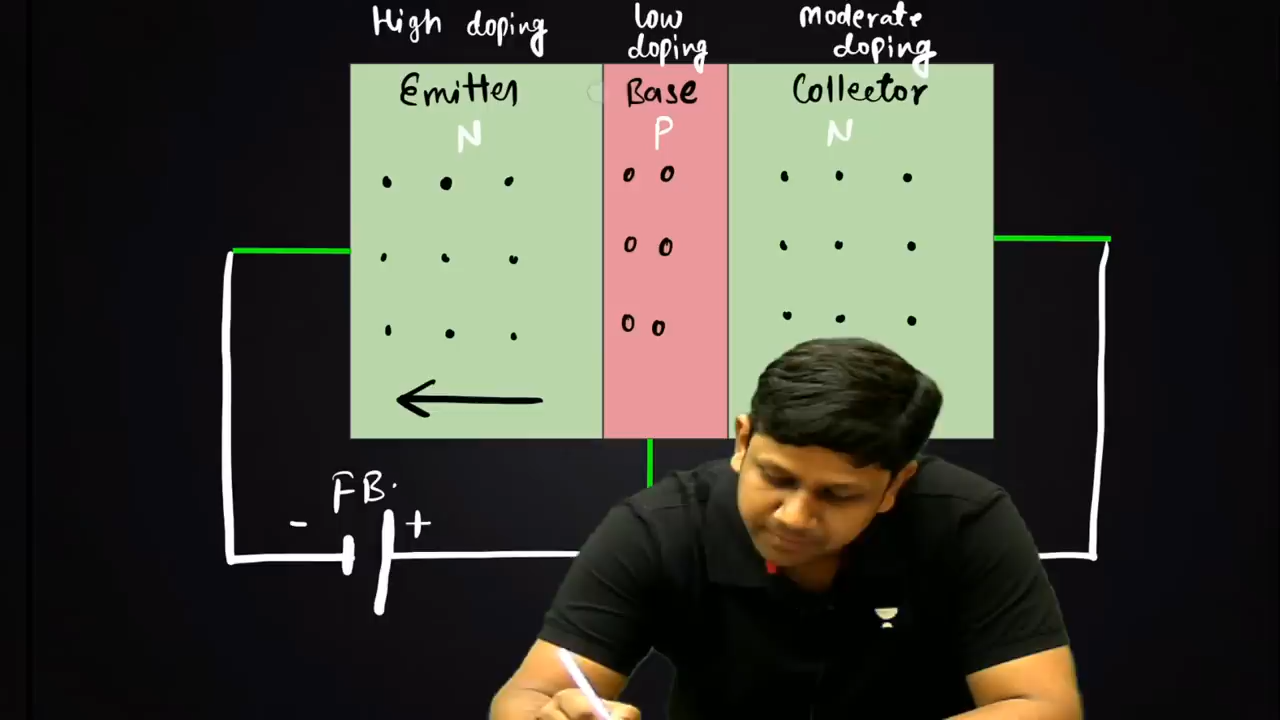 High doping
low
doping
moderate
doping
Emitter
Base
Collector
N
P
N
FB.
- +